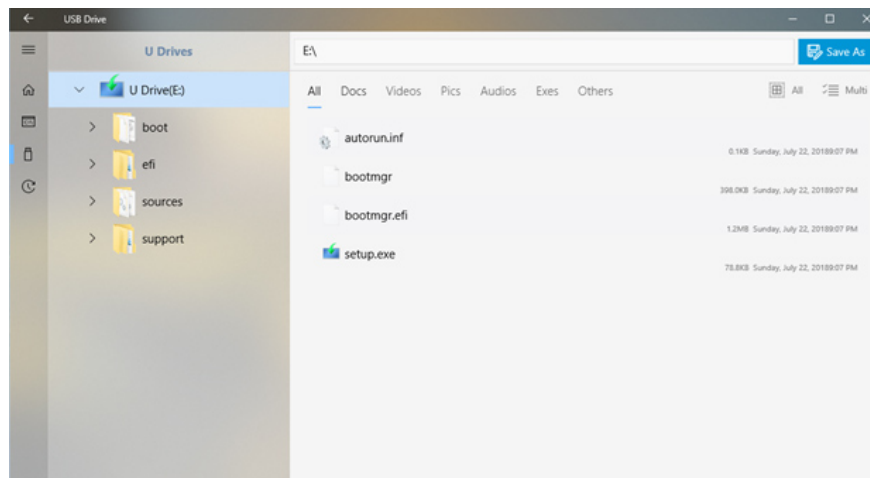 USB Drive
U Drives
E:\
Save As
U Drive(E:)
All Docs Videos Pics Audios Exes Others
All Multi
boot
efi
sources
support
autorun.inf
0.1KB Sunday, July 22, 20189:07 PM
bootmgr
398.0KB Sunday, July 22, 20189:07 PM
bootmgr.efi
1.2MB Sunday, July 22, 20189:07 PM
setup.exe
78.8KB Sunday, July 22, 20189:07 PM